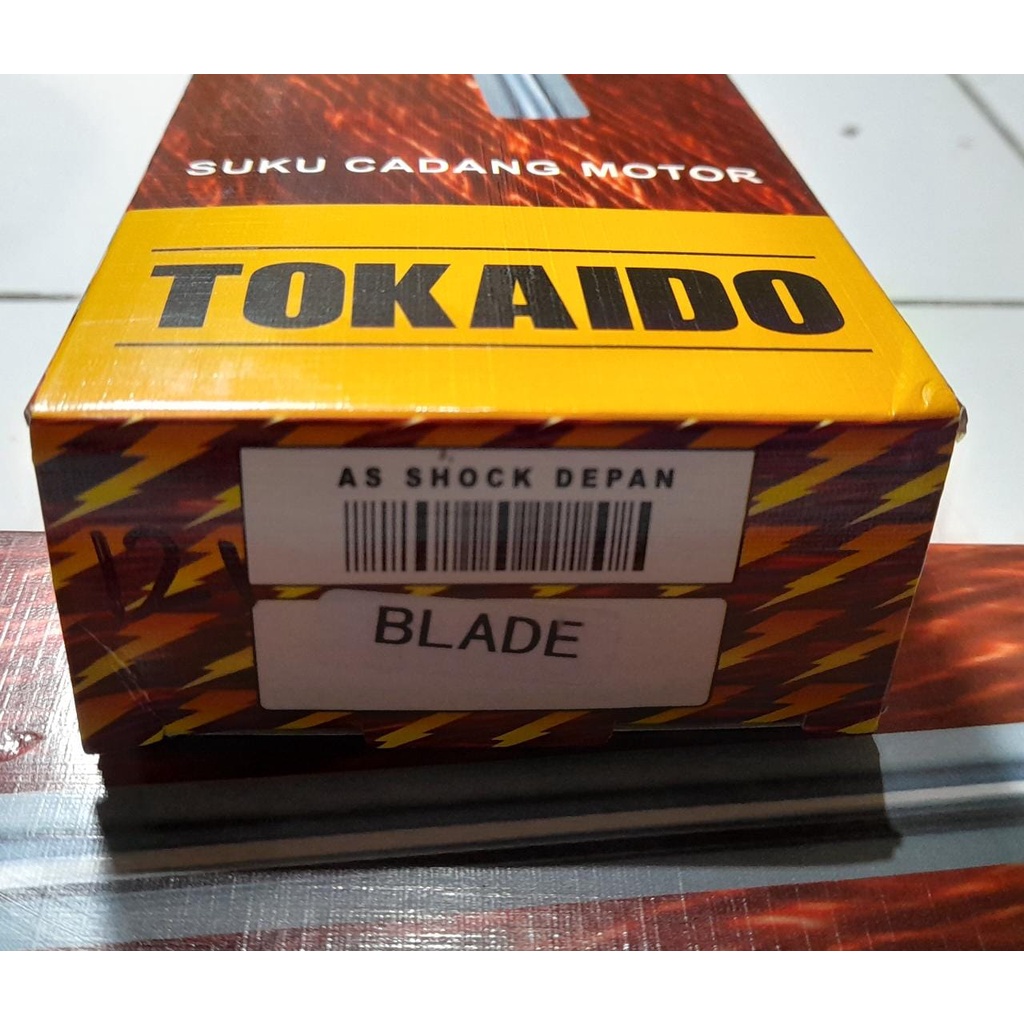 SUKU CADANG MOTOR
TOKAIDO
AS SHOCK DEPAN
BLADE